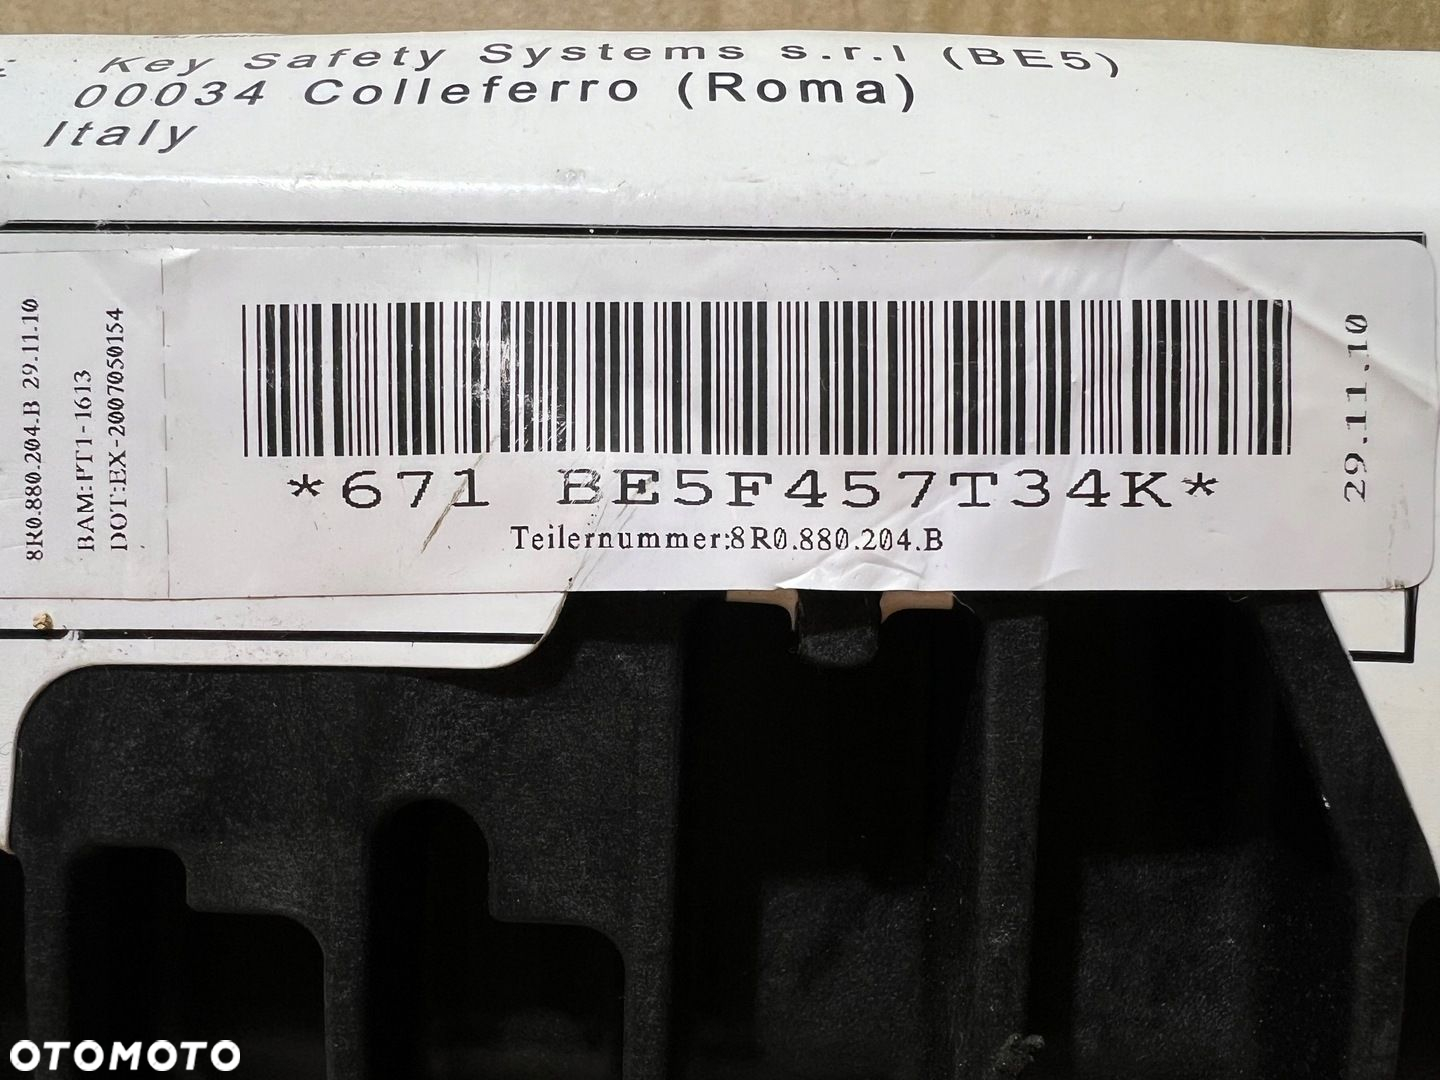 Key Safety Systems s.r.l (BE5)
00034 Colleferro (Roma)
Italy
8R0.880.204.B 29.11.10
BAM:PT1-1613
DOT:EX-2007050154
*671 BE5F457T34K*
Teilernummer:8R0.880.204.B
29.11.10
OTOMOTO